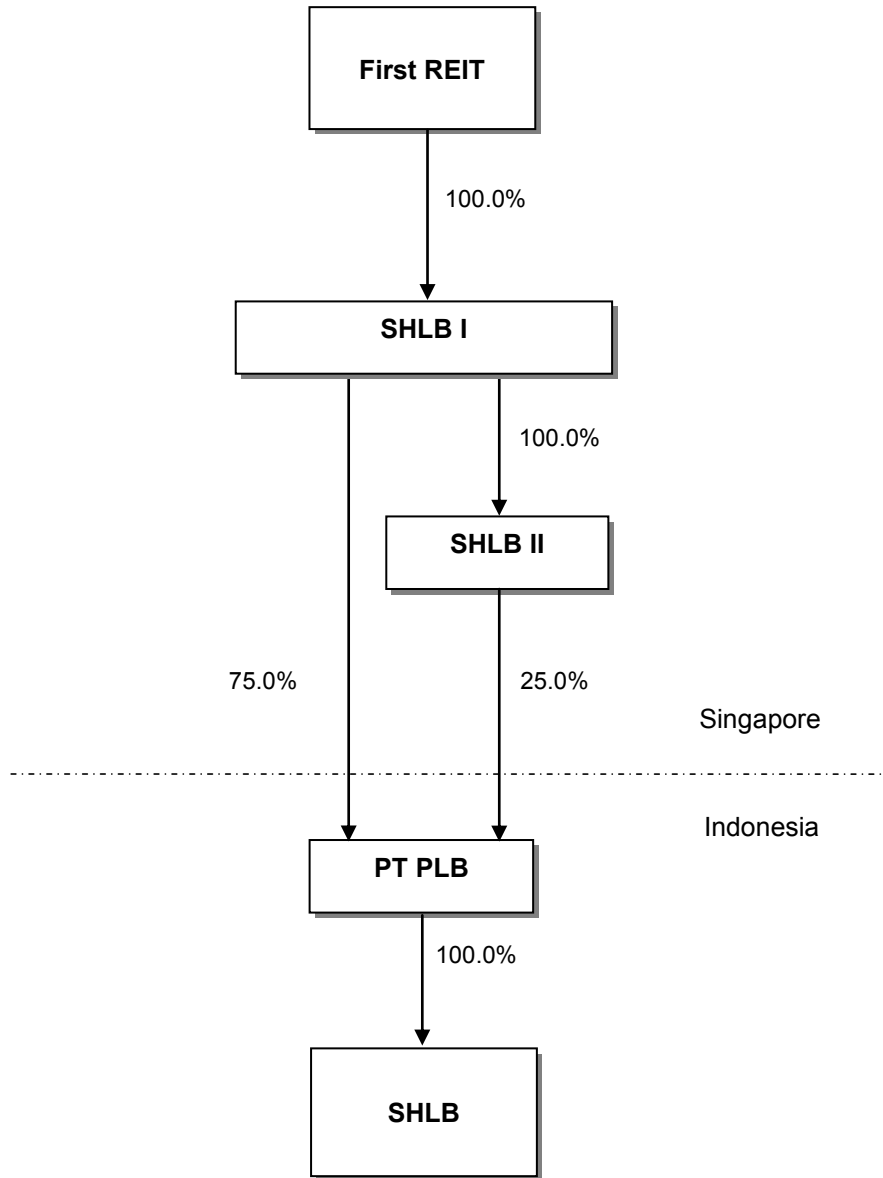 First REIT
100.0%
SHLB I
100.0%
SHLB II
75.0%
25.0%
Singapore
Indonesia
PT PLB
100.0%
SHLB